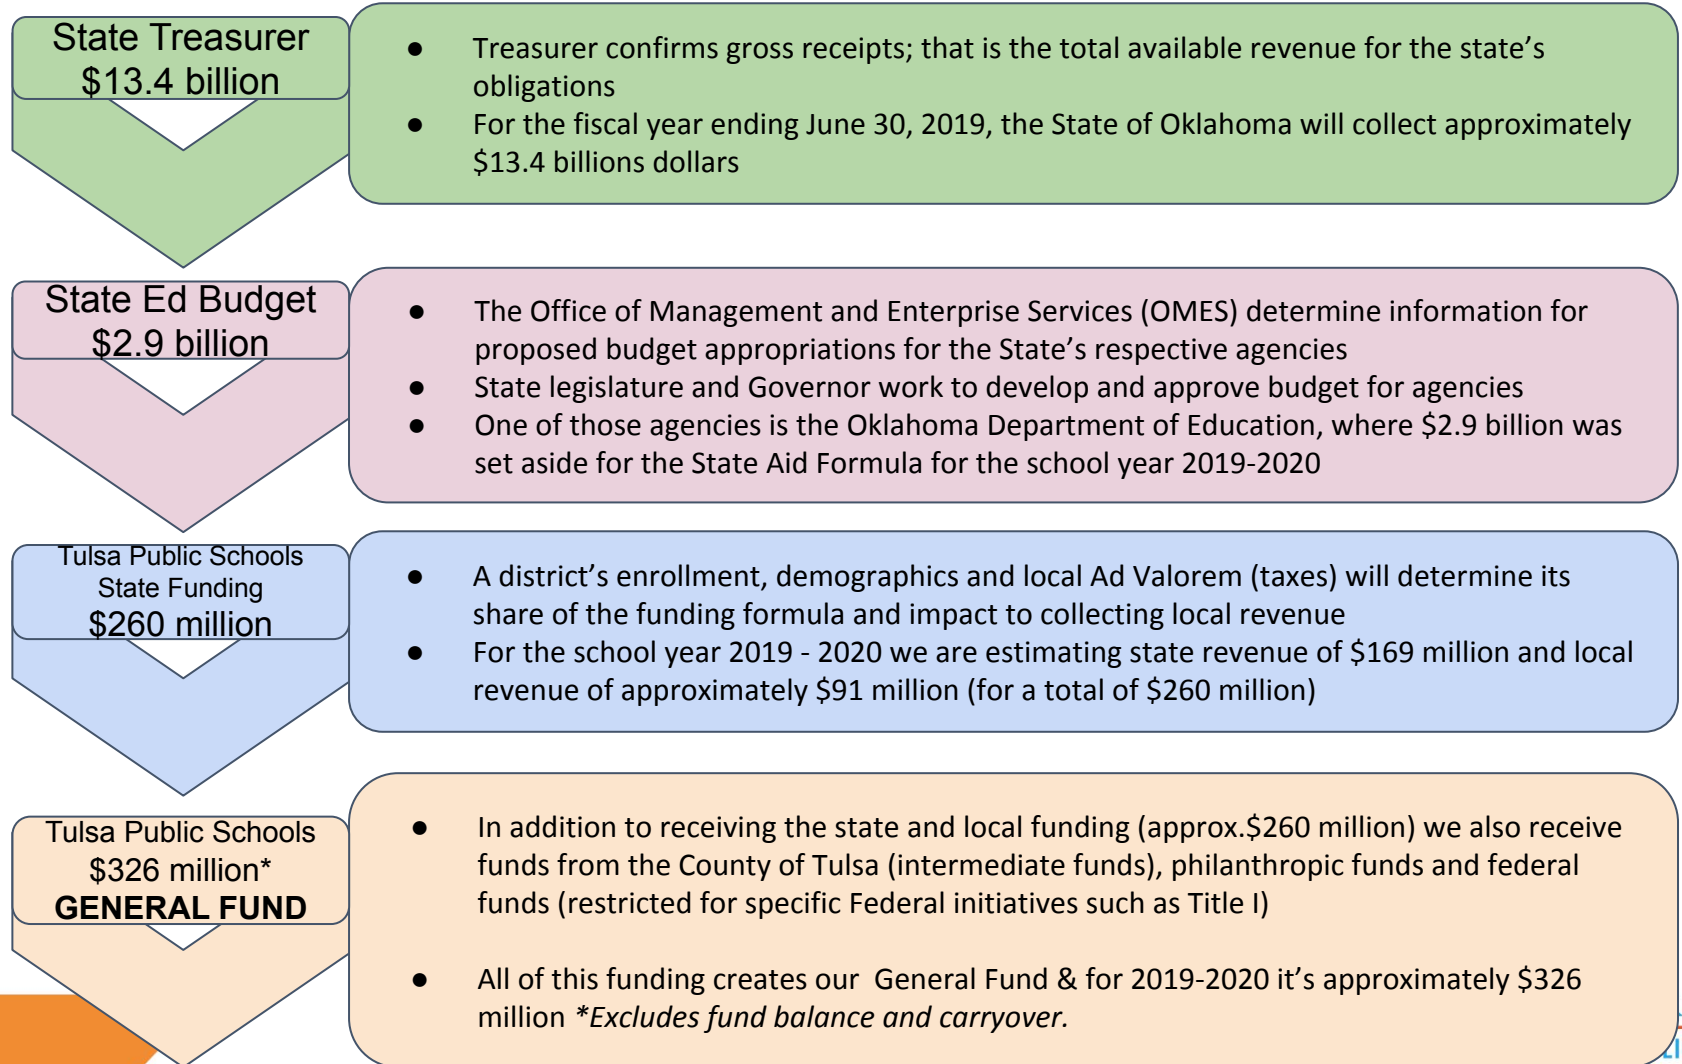 State Treasurer
$13.4 billion
● Treasurer confirms gross receipts; that is the total available revenue for the state's
obligations
● For the fiscal year ending June 30, 2019, the State of Oklahoma will collect approximately
$13.4 billions dollars
State Ed Budget
$2.9 billion
● The Office of Management and Enterprise Services (OMES) determine information for
proposed budget appropriations for the State's respective agencies
● State legislature and Governor work to develop and approve budget for agencies
● One of those agencies is the Oklahoma Department of Education, where $2.9 billion was
set aside for the State Aid Formula for the school year 2019-2020
Tulsa Public Schools
State Funding
$260 million
● A district's enrollment, demographics and local Ad Valorem (taxes) will determine its
share of the funding formula and impact to collecting local revenue
● For the school year 2019 - 2020 we are estimating state revenue of $169 million and local
revenue of approximately $91 million (for a total of $260 million)
Tulsa Public Schools
$326 million*
GENERAL FUND
● In addition to receiving the state and local funding (approx.$260 million) we also receive
funds from the County of Tulsa (intermediate funds), philanthropic funds and federal
funds (restricted for specific Federal initiatives such as Title I)
● All of this funding creates our General Fund & for 2019-2020 it's approximately $326
million *Excludes fund balance and carryover.